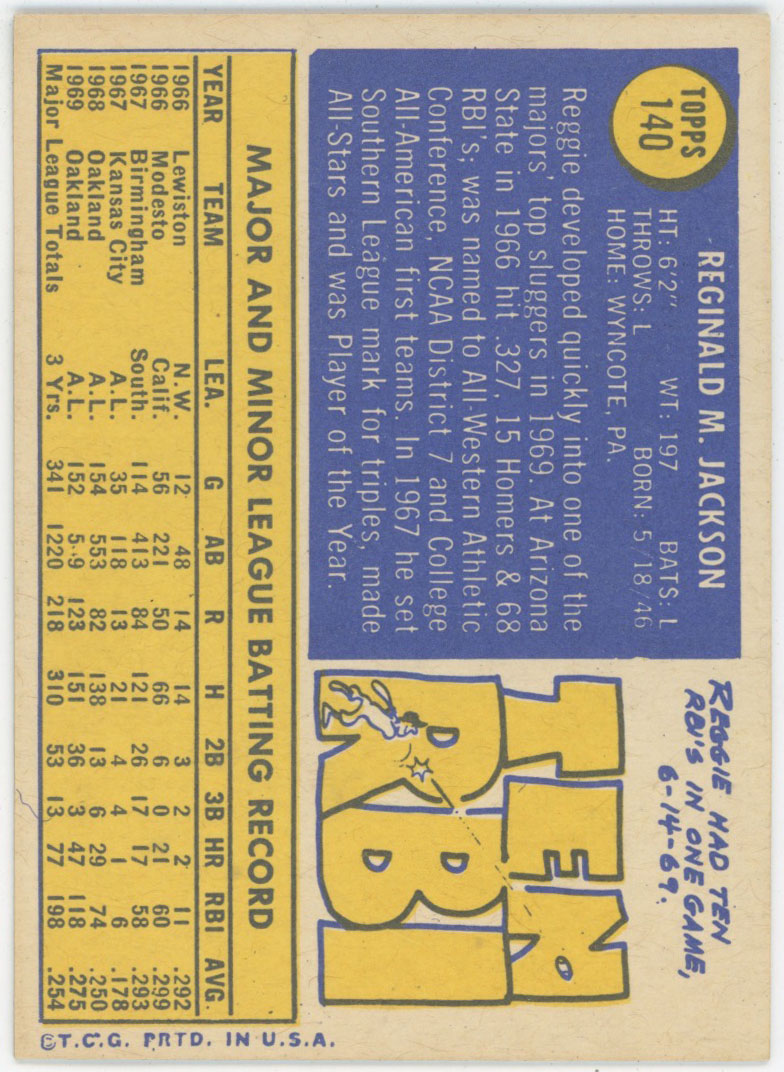 TOPPS
140
REGINALD M. JACKSON
HT: 6'2" WT: 197 BATS: L
THROWS: L BORN: 5/18/46
HOME: WYNCOTE, PA.
Reggie developed quickly into one of the
majors' top sluggers in 1969. At Arizona
State in 1966 hit .327, 15 Homers & 68
RBI's; was named to All-Western Athletic
Conference, NCAA District 7 and College
All-American first teams. In 1967 he set
Southern League mark for triples, made
All-Stars and was Player of the Year.
REGGIE HAD TEN
RBI'S IN ONE GAME,
6-14-69.
TEN
RBI
MAJOR AND MINOR LEAGUE BATTING RECORD
YEAR TEAM LEA. G AB R H 2B 3B HR RBI AVG.
1966 Lewiston N.W. 12 48 14 14 3 2 2 11 .292
1966 Modesto Calif. 56 221 50 66 6 0 21 60 .299
1967 Birmingham South. 114 413 84 121 26 17 17 58 .293
1967 Kansas City A.L. 35 118 13 21 4 4 1 6 .178
1968 Oakland A.L. 154 553 82 138 13 6 29 74 .250
1969 Oakland A.L. 152 123 151 36 3 47 118 .275
Major League Totals 3 Yrs. 341 1220 218 310 53 13 77 198 .254
©T.C.G. PRTD. IN U.S.A.